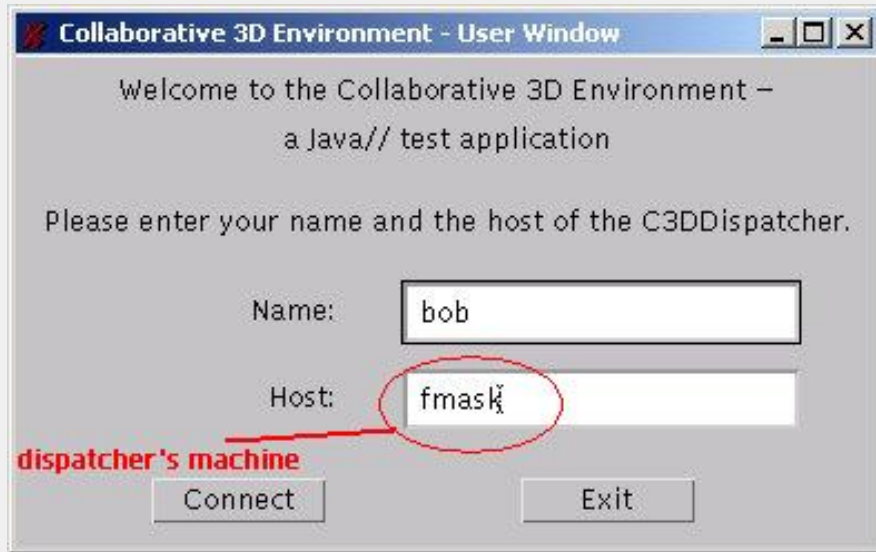 Collaborative 3D Environment - User Window
Welcome to the Collaborative 3D Environment –
a Java// test application
Please enter your name and the host of the C3DDispatcher.
Name: bob
Host: fmask
dispatcher's machine
Connect Exit